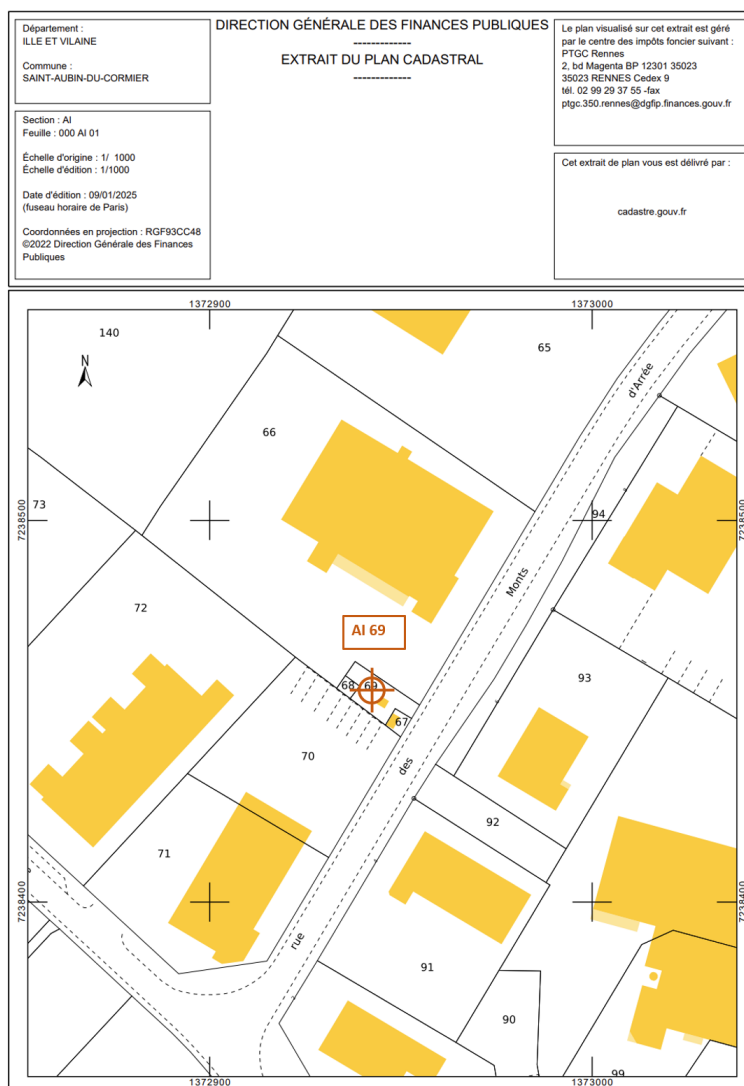 Département :
ILLE ET VILAINE
Commune :
SAINT-AUBIN-DU-CORMIER
Section : AI
Feuille : 000 AI 01
Échelle d'origine : 1/ 1000
Échelle d'édition : 1/1000
Date d'édition : 09/01/2025
(fuseau horaire de Paris)
Coordonnées en projection : RGF93CC48
©2022 Direction Générale des Finances
Publiques
DIRECTION GÉNÉRALE DES FINANCES PUBLIQUES
-------------
EXTRAIT DU PLAN CADASTRAL
-------------
Le plan visualisé sur cet extrait est géré
par le centre des impôts foncier suivant :
PTGC Rennes
2, bd Magenta BP 12301 35023
35023 RENNES Cedex 9
tél. 02 99 29 37 55 -fax
ptgc.350.rennes@dgfip.finances.gouv.fr
Cet extrait de plan vous est délivré par :
cadastre.gouv.fr
1372900
1373000
140
65
d'Arrée
N
66
73
7238500
94
7238500
Monts
72
AI 69
68
69
93
67
70
des
92
71
7238400
7238400
rue
91
90
99
1372900
1373000